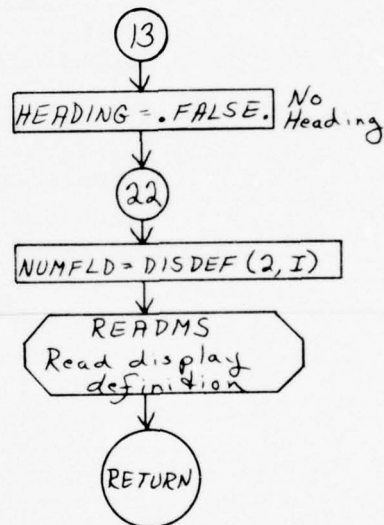 13
HEADING = .FALSE. No
Heading
22
NUMFLD = DISDEF (2, I)
READMS
Read display
definition
RETURN